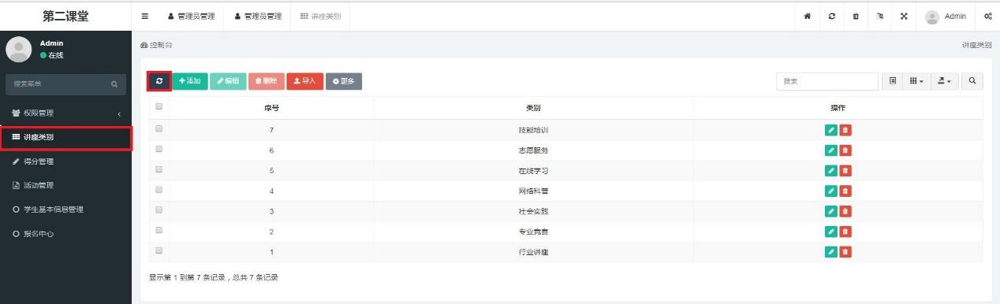 第二课堂
管理员管理
管理员管理
讲座类别
Admin
Admin
在线
控制台
讲座类别
搜索菜单
添加
编辑
删除
导入
更多
搜索
权限管理
讲座类别
得分管理
活动管理
学生基本信息管理
报名中心
序号 类别 操作
7 技能培训
6 志愿服务
5 在线学习
4 网络科普
3 社会实践
2 专业竞赛
1 行业讲座
显示第 1 到第 7 条记录，总共 7 条记录